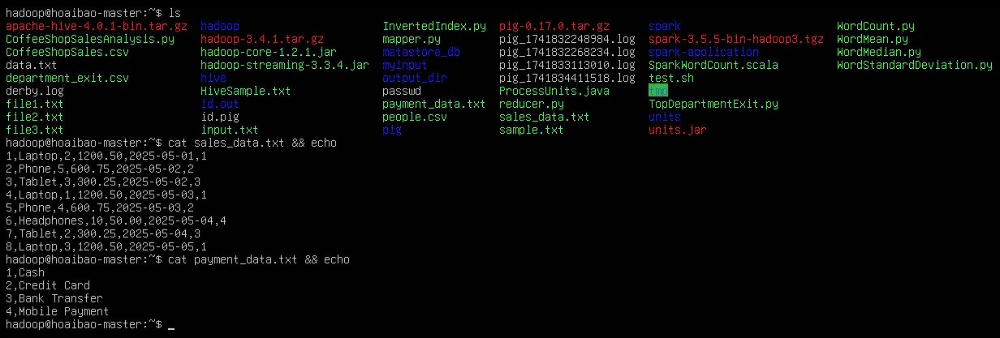 hadoop@hoaibao-master:~$ ls
apache-hive-4.0.1-bin.tar.gz hadoop InvertedIndex.py pig-0.17.0.tar.gz spark WordCount.py
CoffeeShopSalesAnalysis.py hadoop-3.4.1.tar.gz mapper.py pig_1741832248984.log spark-3.5.5-bin-hadoop3.tgz WordMean.py
CoffeeShopSales.csv hadoop-core-1.2.1.jar metastore_db pig_1741832268234.log spark-application WordMedian.py
data.txt hadoop-streaming-3.3.4.jar myinput pig_1741833113010.log SparkWordCount.scala WordStandardDeviation.py
department_exit.csv hive output_dir pig_1741834411518.log test.sh
derby.log HiveSample.txt passwd ProcessUnits.java tmp
file1.txt id.out payment_data.txt reducer.py TopDepartmentExit.py
file2.txt id.pig people.csv sales_data.txt units
file3.txt input.txt pig sample.txt units.jar
hadoop@hoaibao-master:~$ cat sales_data.txt && echo
1,Laptop,2,1200.50,2025-05-01,1
2,Phone,5,600.75,2025-05-02,2
3,Tablet,3,300.25,2025-05-02,3
4,Laptop,1,1200.50,2025-05-03,1
5,Phone,4,600.75,2025-05-03,2
6,Headphones,10,50.00,2025-05-04,4
7,Tablet,2,300.25,2025-05-04,3
8,Laptop,3,1200.50,2025-05-05,1
hadoop@hoaibao-master:~$ cat payment_data.txt && echo
1,Cash
2,Credit Card
3,Bank Transfer
4,Mobile Payment
hadoop@hoaibao-master:~$ _